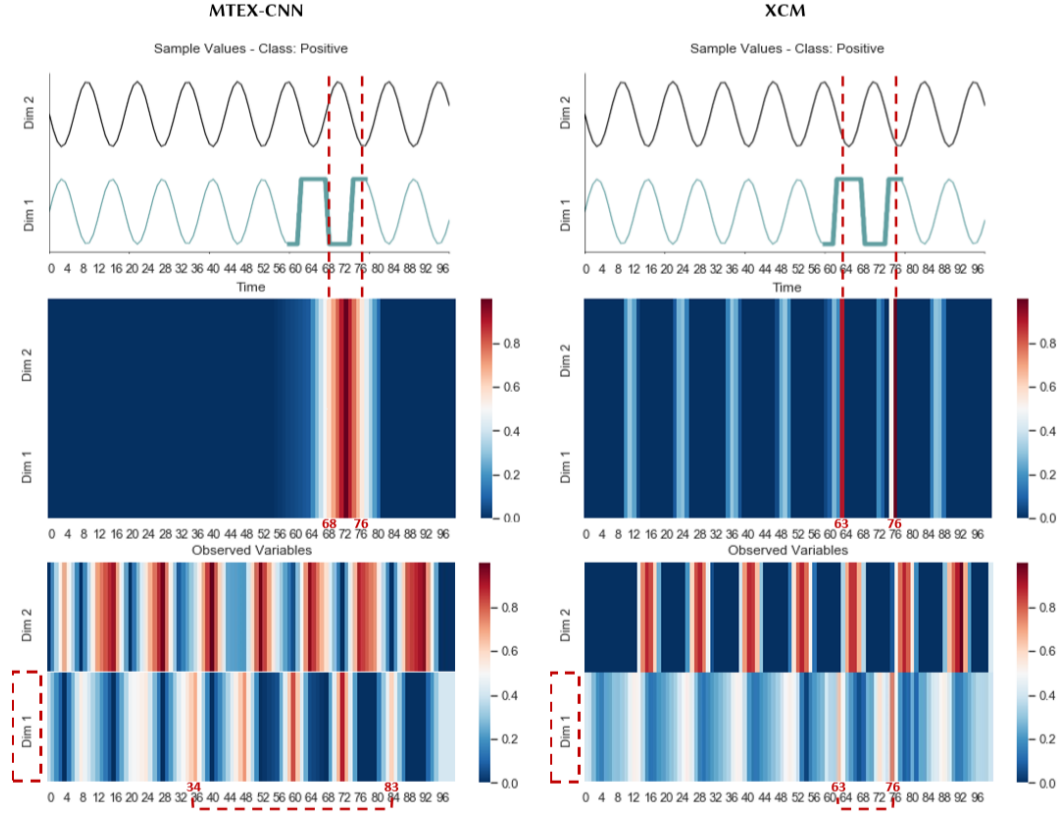 MTEX-CNN
Sample Values - Class: Positive
Dim 2
Dim 1
0 4 8 12 16 20 24 28 32 36 40 44 48 52 56 60 64 68 72 76 80 84 88 92 96
Time
Dim 2
Dim 1
0.8
0.6
0.4
0.2
0.0
68 76
0 4 8 12 16 20 24 28 32 36 40 44 48 52 56 60 64 68 72 76 80 84 88 92 96
Observed Variables
Dim 2
Dim 1
0.8
0.6
0.4
0.2
0.0
34 83
0 4 8 12 16 20 24 28 32 36 40 44 48 52 56 60 64 68 72 76 80 84 88 92 96
XCM
Sample Values - Class: Positive
Dim 2
Dim 1
0 4 8 12 16 20 24 28 32 36 40 44 48 52 56 60 64 68 72 76 80 84 88 92 96
Time
Dim 2
Dim 1
0.8
0.6
0.4
0.2
0.0
63 76
0 4 8 12 16 20 24 28 32 36 40 44 48 52 56 60 64 68 72 76 80 84 88 92 96
Observed Variables
Dim 2
Dim 1
0.8
0.6
0.4
0.2
0.0
63 76
0 4 8 12 16 20 24 28 32 36 40 44 48 52 56 60 64 68 72 76 80 84 88 92 96